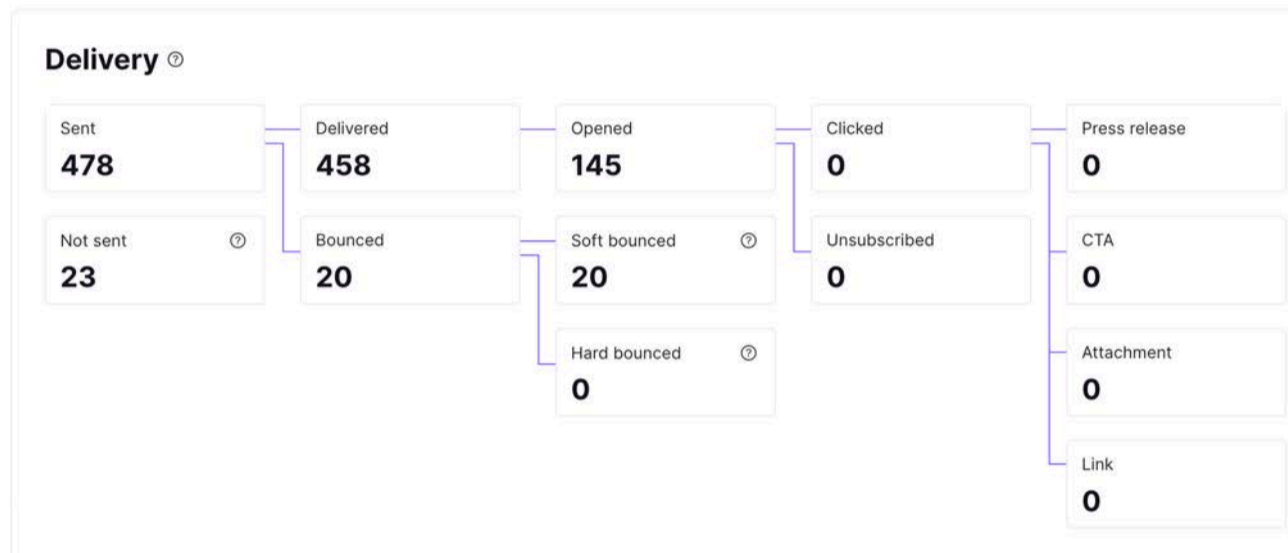 Delivery
Sent
478
Delivered
458
Opened
145
Clicked
0
Press release
0
Not sent
23
Bounced
20
Soft bounced
20
Unsubscribed
0
CTA
0
Hard bounced
0
Attachment
0
Link
0